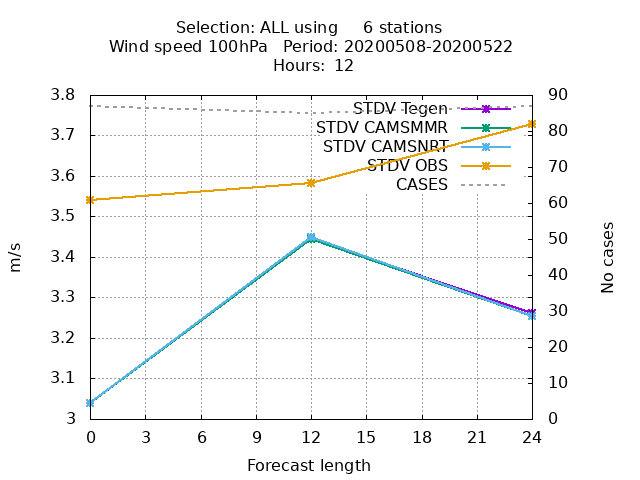 Selection: ALL using 6 stations
Wind speed 100hPa Period: 20200508-20200522
Hours: 12
3.8
3.7
3.6
3.5
3.4
3.3
3.2
3.1
3
m/s
STDV Tegen
STDV CAMSMMR
STDV CAMSNRT
STDV OBS
CASES
90
80
70
60
50
40
30
20
10
0
No cases
0 3 6 9 12 15 18 21 24
Forecast length